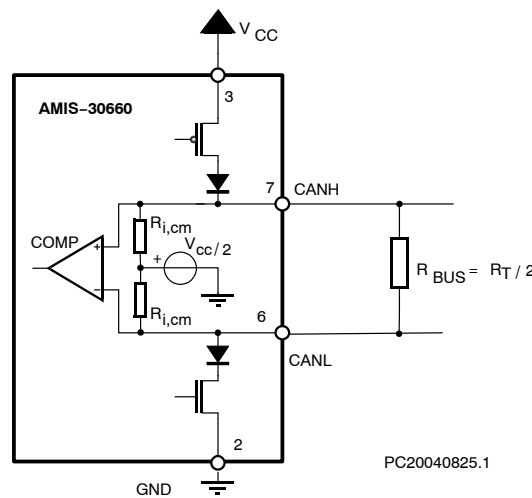 V CC
3
AMIS–30660
7 CANH
R i,cm
COMP
+
V cc/2
+
R BUS = R T / 2
–
R i,cm
6
CANL
2
PC20040825.1
GND